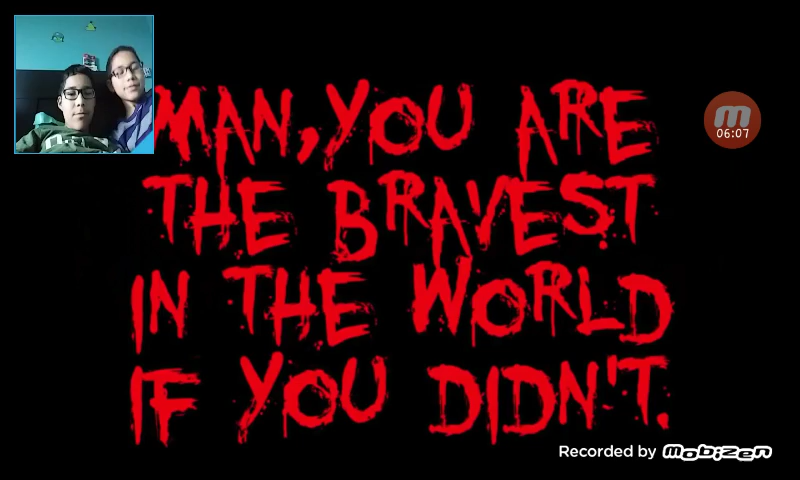 MAN, YOU ARE
THE BRAVEST
IN THE WORLD
IF YOU DIDN'T.
06:07
Recorded by mobizen